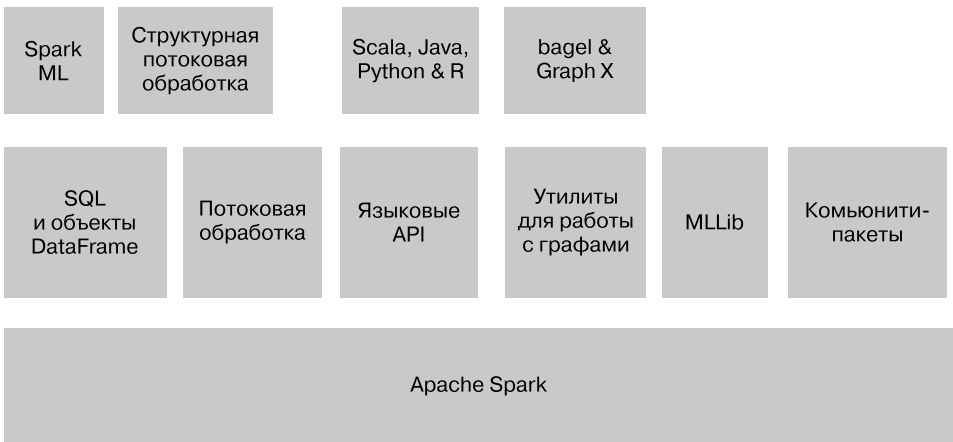 Spark
ML
Структурная
потоковая
обработка
Scala, Java,
Python & R
bagel &
Graph X
SQL
и объекты
DataFrame
Потоковая
обработка
Языковые
API
Утилиты
для работы
с графами
MLLib
Комьюнити-
пакеты
Apache Spark